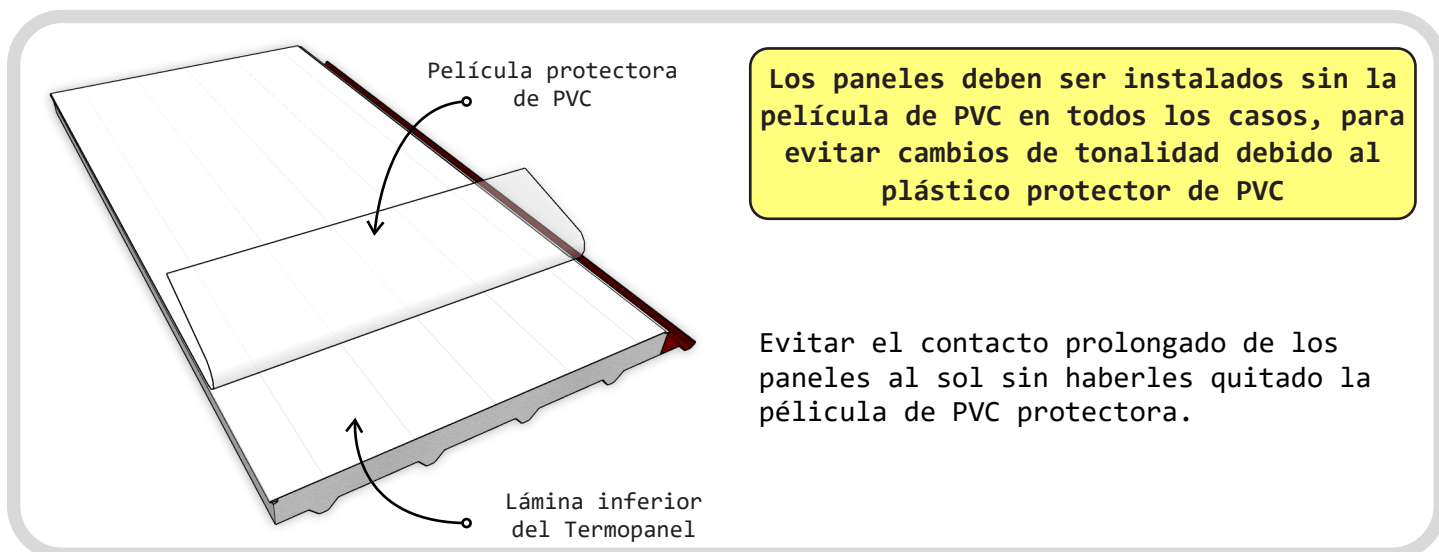 Película protectora
de PVC
Los paneles deben ser instalados sin la
película de PVC en todos los casos, para
evitar cambios de tonalidad debido al
plástico protector de PVC
Evitar el contacto prolongado de los
paneles al sol sin haberles quitado la
pélicula de PVC protectora.
Lámina inferior
del Termopanel